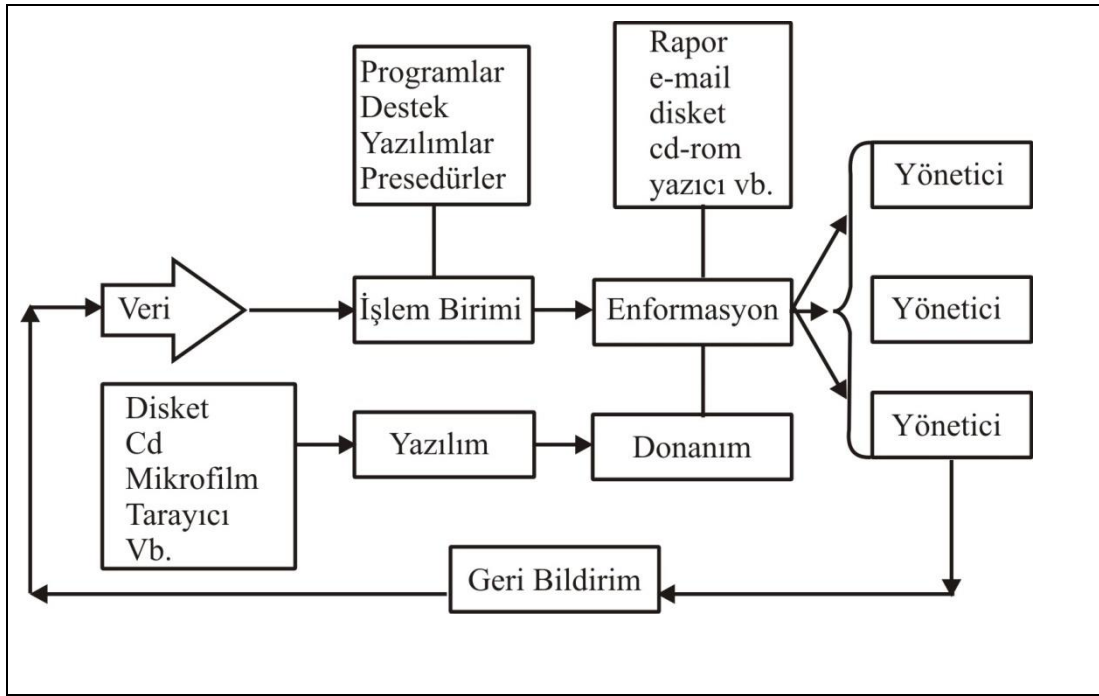 Programlar
Destek
Yazılımlar
Presedürler
Rapor
e-mail
disket
cd-rom
yazıcı vb.
Yönetici
Veri
İşlem Birimi
Enformasyon
Yönetici
Disket
Cd
Mikrofilm
Tarayıcı
Vb.
Yazılım
Donanım
Yönetici
Geri Bildirim